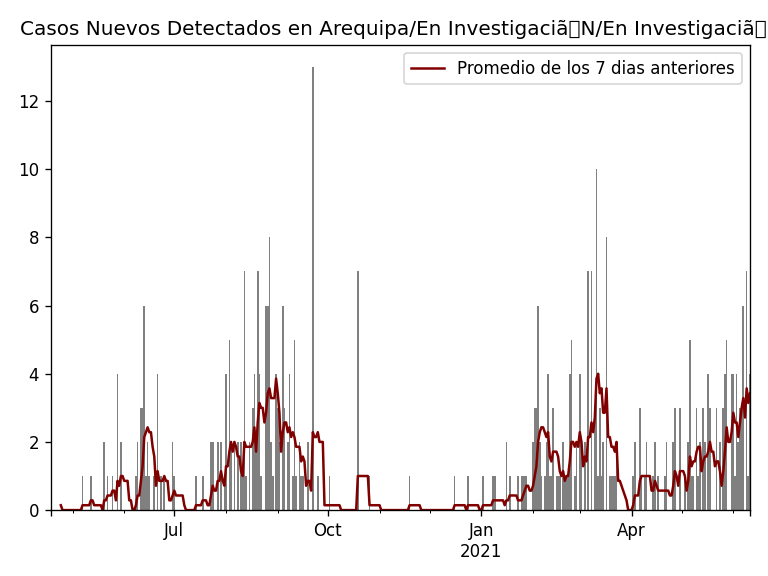 Casos Nuevos Detectados en Arequipa/En Investigaciã▯N/En Investigaciã▯
Promedio de los 7 dias anteriores
12
10
8
6
4
2
0
Jul
Oct
Jan
2021
Apr